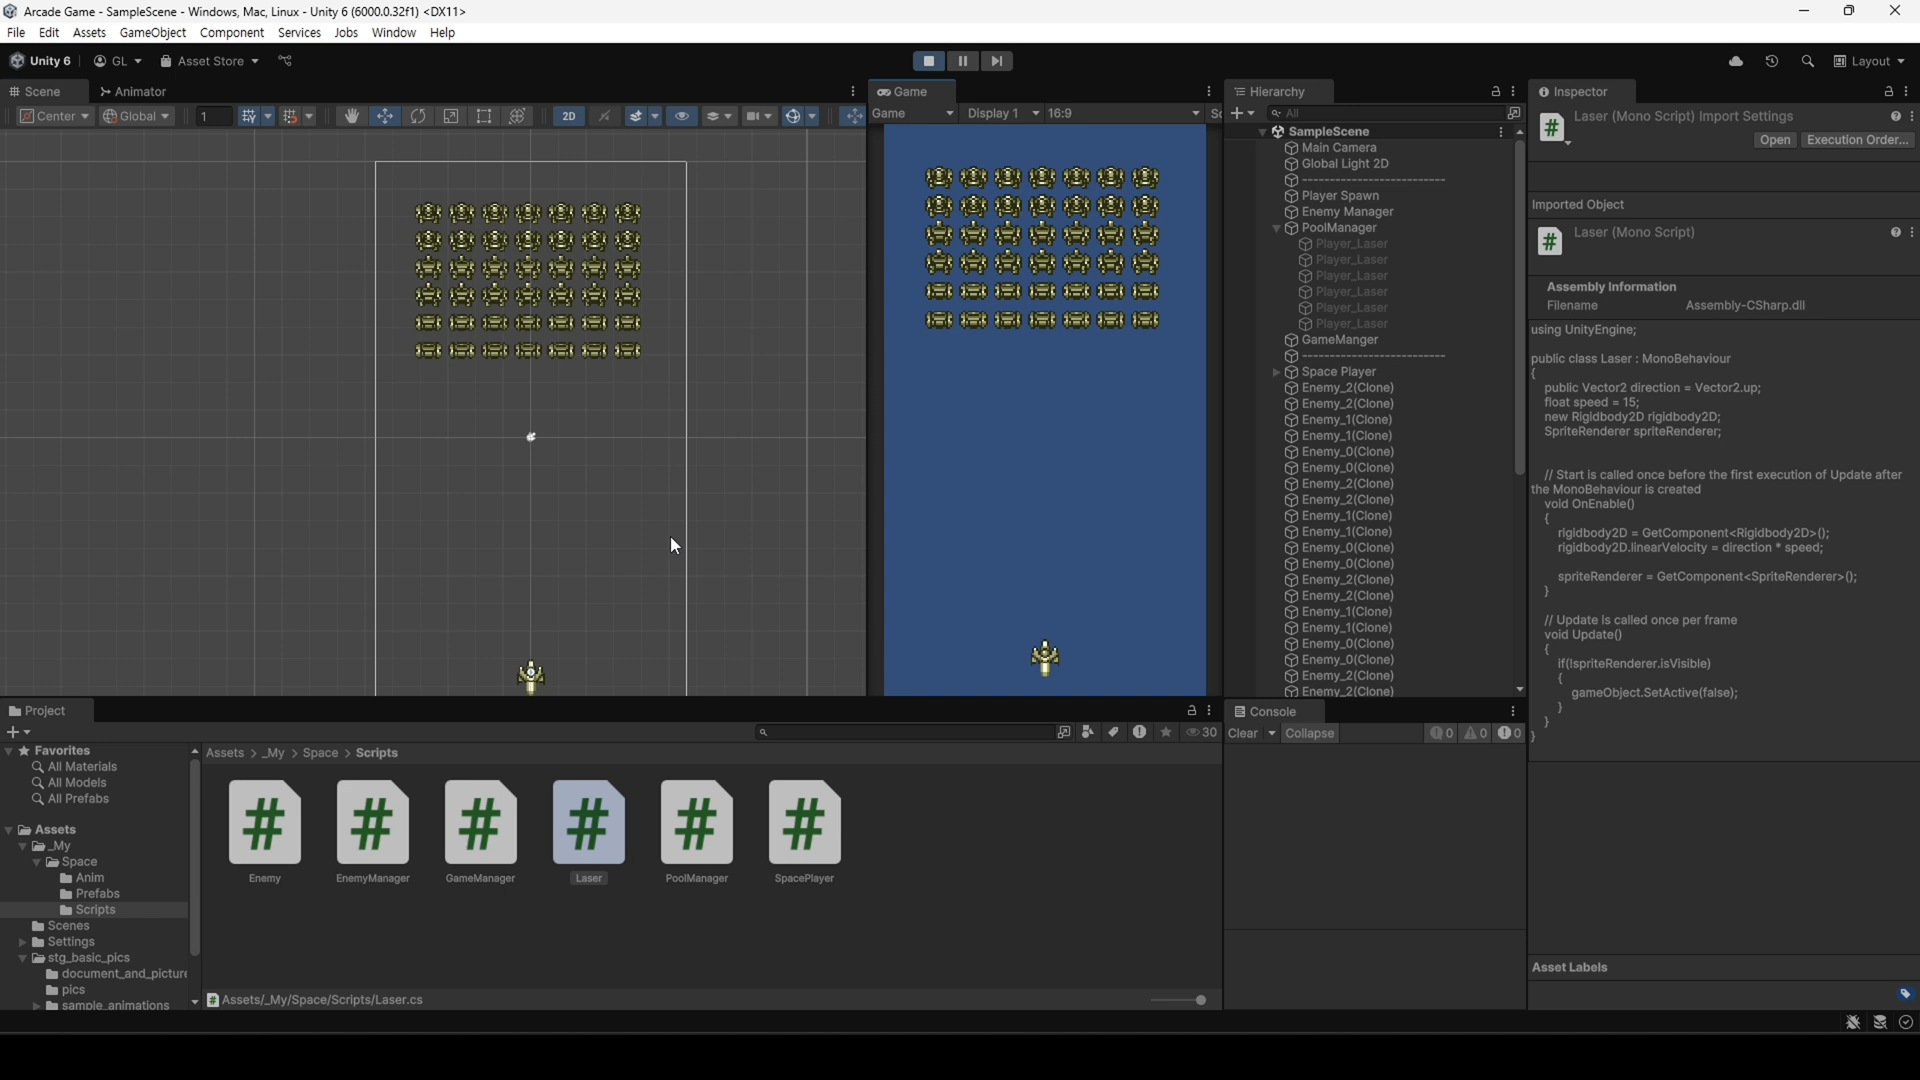 Arcade Game - SampleScene - Windows, Mac, Linux - Unity 6 (6000.0.32f1) <DX11>
File Edit Assets GameObject Component Services Jobs Window Help
Unity 6 GL Asset Store Layout
Scene Animator
Center Global 1 2D
Game
Game Display 1 16:9 Sc
Hierarchy
All
SampleScene
Main Camera
Global Light 2D
---------------------------
Player Spawn
Enemy Manager
PoolManager
Player_Laser
Player_Laser
Player_Laser
Player_Laser
Player_Laser
Player_Laser
GameManger
---------------------------
Space Player
Enemy_2(Clone)
Enemy_2(Clone)
Enemy_1(Clone)
Enemy_1(Clone)
Enemy_0(Clone)
Enemy_0(Clone)
Enemy_2(Clone)
Enemy_2(Clone)
Enemy_1(Clone)
Enemy_1(Clone)
Enemy_0(Clone)
Enemy_0(Clone)
Enemy_2(Clone)
Enemy_2(Clone)
Enemy_1(Clone)
Enemy_1(Clone)
Enemy_0(Clone)
Enemy_0(Clone)
Enemy_2(Clone)
Enemy_2(Clone)
Inspector
Laser (Mono Script) Import Settings
Open Execution Order...
Imported Object
Laser (Mono Script)
Assembly Information
Filename Assembly-CSharp.dll
using UnityEngine;
public class Laser : MonoBehaviour
{
public Vector2 direction = Vector2.up;
float speed = 15;
new Rigidbody2D rigidbody2D;
SpriteRenderer spriteRenderer;
// Start is called once before the first execution of Update after
the MonoBehaviour is created
void OnEnable()
{
rigidbody2D = GetComponent<Rigidbody2D>();
rigidbody2D.linearVelocity = direction * speed;
spriteRenderer = GetComponent<SpriteRenderer>();
}
// Update is called once per frame
void Update()
{
if(!spriteRenderer.isVisible)
{
gameObject.SetActive(false);
}
}
}
Asset Labels
Project
30
Favorites
All Materials
All Models
All Prefabs
Assets
_My
Space
Anim
Prefabs
Scripts
Scenes
Settings
stg_basic_pics
document_and_picture
pics
sample_animations
Assets > _My > Space > Scripts
Enemy EnemyManager GameManager Laser PoolManager SpacePlayer
Assets/_My/Space/Scripts/Laser.cs
Console
Clear Collapse 0 0 0